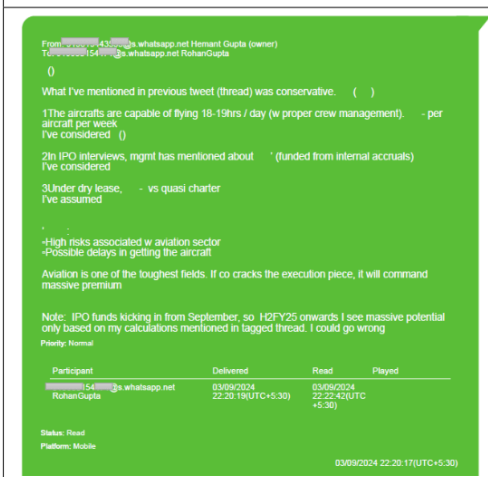 From s.whatsapp.net Hemant Gupta (owner)
To s.whatsapp.net RohanGupta
()
What I've mentioned in previous tweet (thread) was conservative. ( )
1The aircrafts are capable of flying 18-19hrs / day (w proper crew management). - per
aircraft per week
I've considered ()
2In IPO interviews, mgmt has mentioned about ' (funded from internal accruals)
I've considered
3Under dry lease, - vs quasi charter
I've assumed
' :
-High risks associated w aviation sector
-Possible delays in getting the aircraft
Aviation is one of the toughest fields. If co cracks the execution piece, it will command
massive premium
Note: IPO funds kicking in from September, so H2FY25 onwards I see massive potential
only based on my calculations mentioned in tagged thread. I could go wrong
Priority: Normal
Participant Delivered Read Played
154 s.whatsapp.net 03/09/2024 03/09/2024
RohanGupta 22:20:19(UTC+5:30) 22:22:42(UTC
+5:30)
Status: Read
Platform: Mobile
03/09/2024 22:20:17(UTC+5:30)